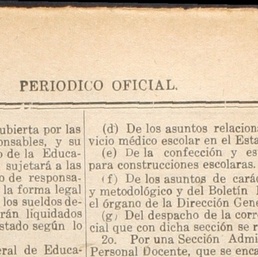 PERIODICO OFICIAL.
ubierta por las
onsables, y su
o de la Educa-
sujetará a las
o de responsa-
la forma legal
los sueldos de-
rán liquidados
stado según lo
eral de Educa-
(d) De los asuntos relaciona
vicio médico escolar en el Esta
(e) De la confección y es
para construcciones escolares.
(f) De los asuntos de carác
y metodológico y del Boletín I
el órgano de la Dirección Gene
(g) Del despacho de la corre
cial que con dicha sección se r
2o. Por una Sección Admi
Personal Docente, que se enca